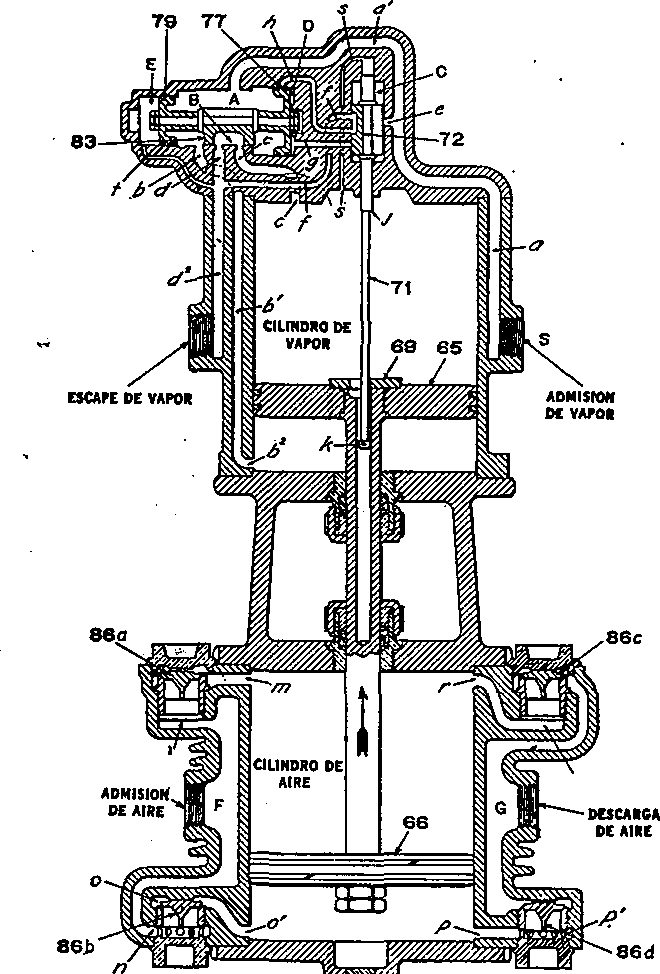 79
77
h
D
s
a'
E
A
B
C
e
83
c
72
g
t
b
d
c
f
s
J
a
d²
b'
71
CILINDRO DE
VAPOR
69
65
S
ESCAPE DE VAPOR
ADMISION
DE VAPOR
k
b²
86a
86c
m
r
CILINDRO DE
AIRE
ADMISION
DE AIRE
F
G
DESCARGA
DE AIRE
66
o
o'
p
p'
86b
n
86d